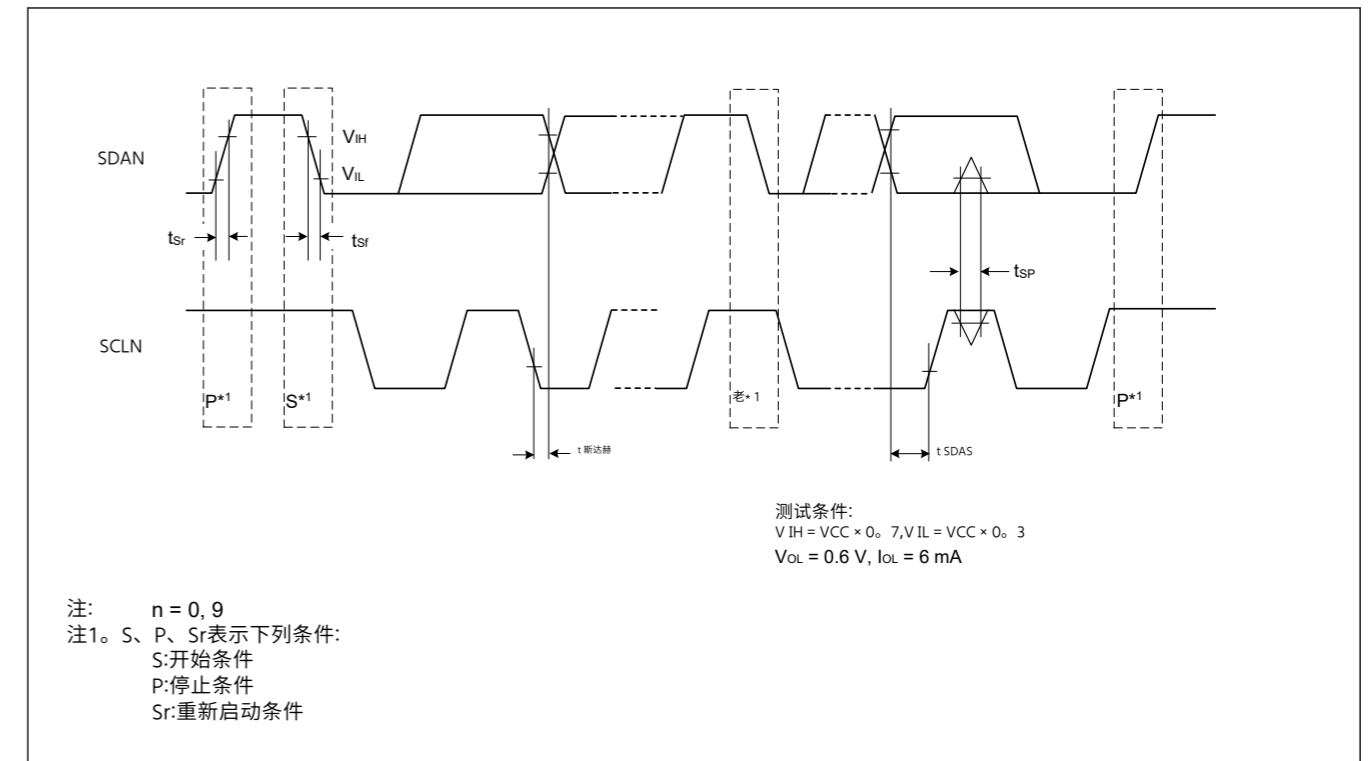 SDAN
VIH
VIL
tSr
tSf
tSP
SCLN
P*1
S*1
老* 1
P*1
t 斯达赫
t SDAS
测试条件:
V IH = VCC × 0。7,V IL = VCC × 0。3
VOL = 0.6 V, IOL = 6 mA
注: n = 0, 9
注1。S、P、Sr表示下列条件:
S:开始条件
P:停止条件
Sr:重新启动条件